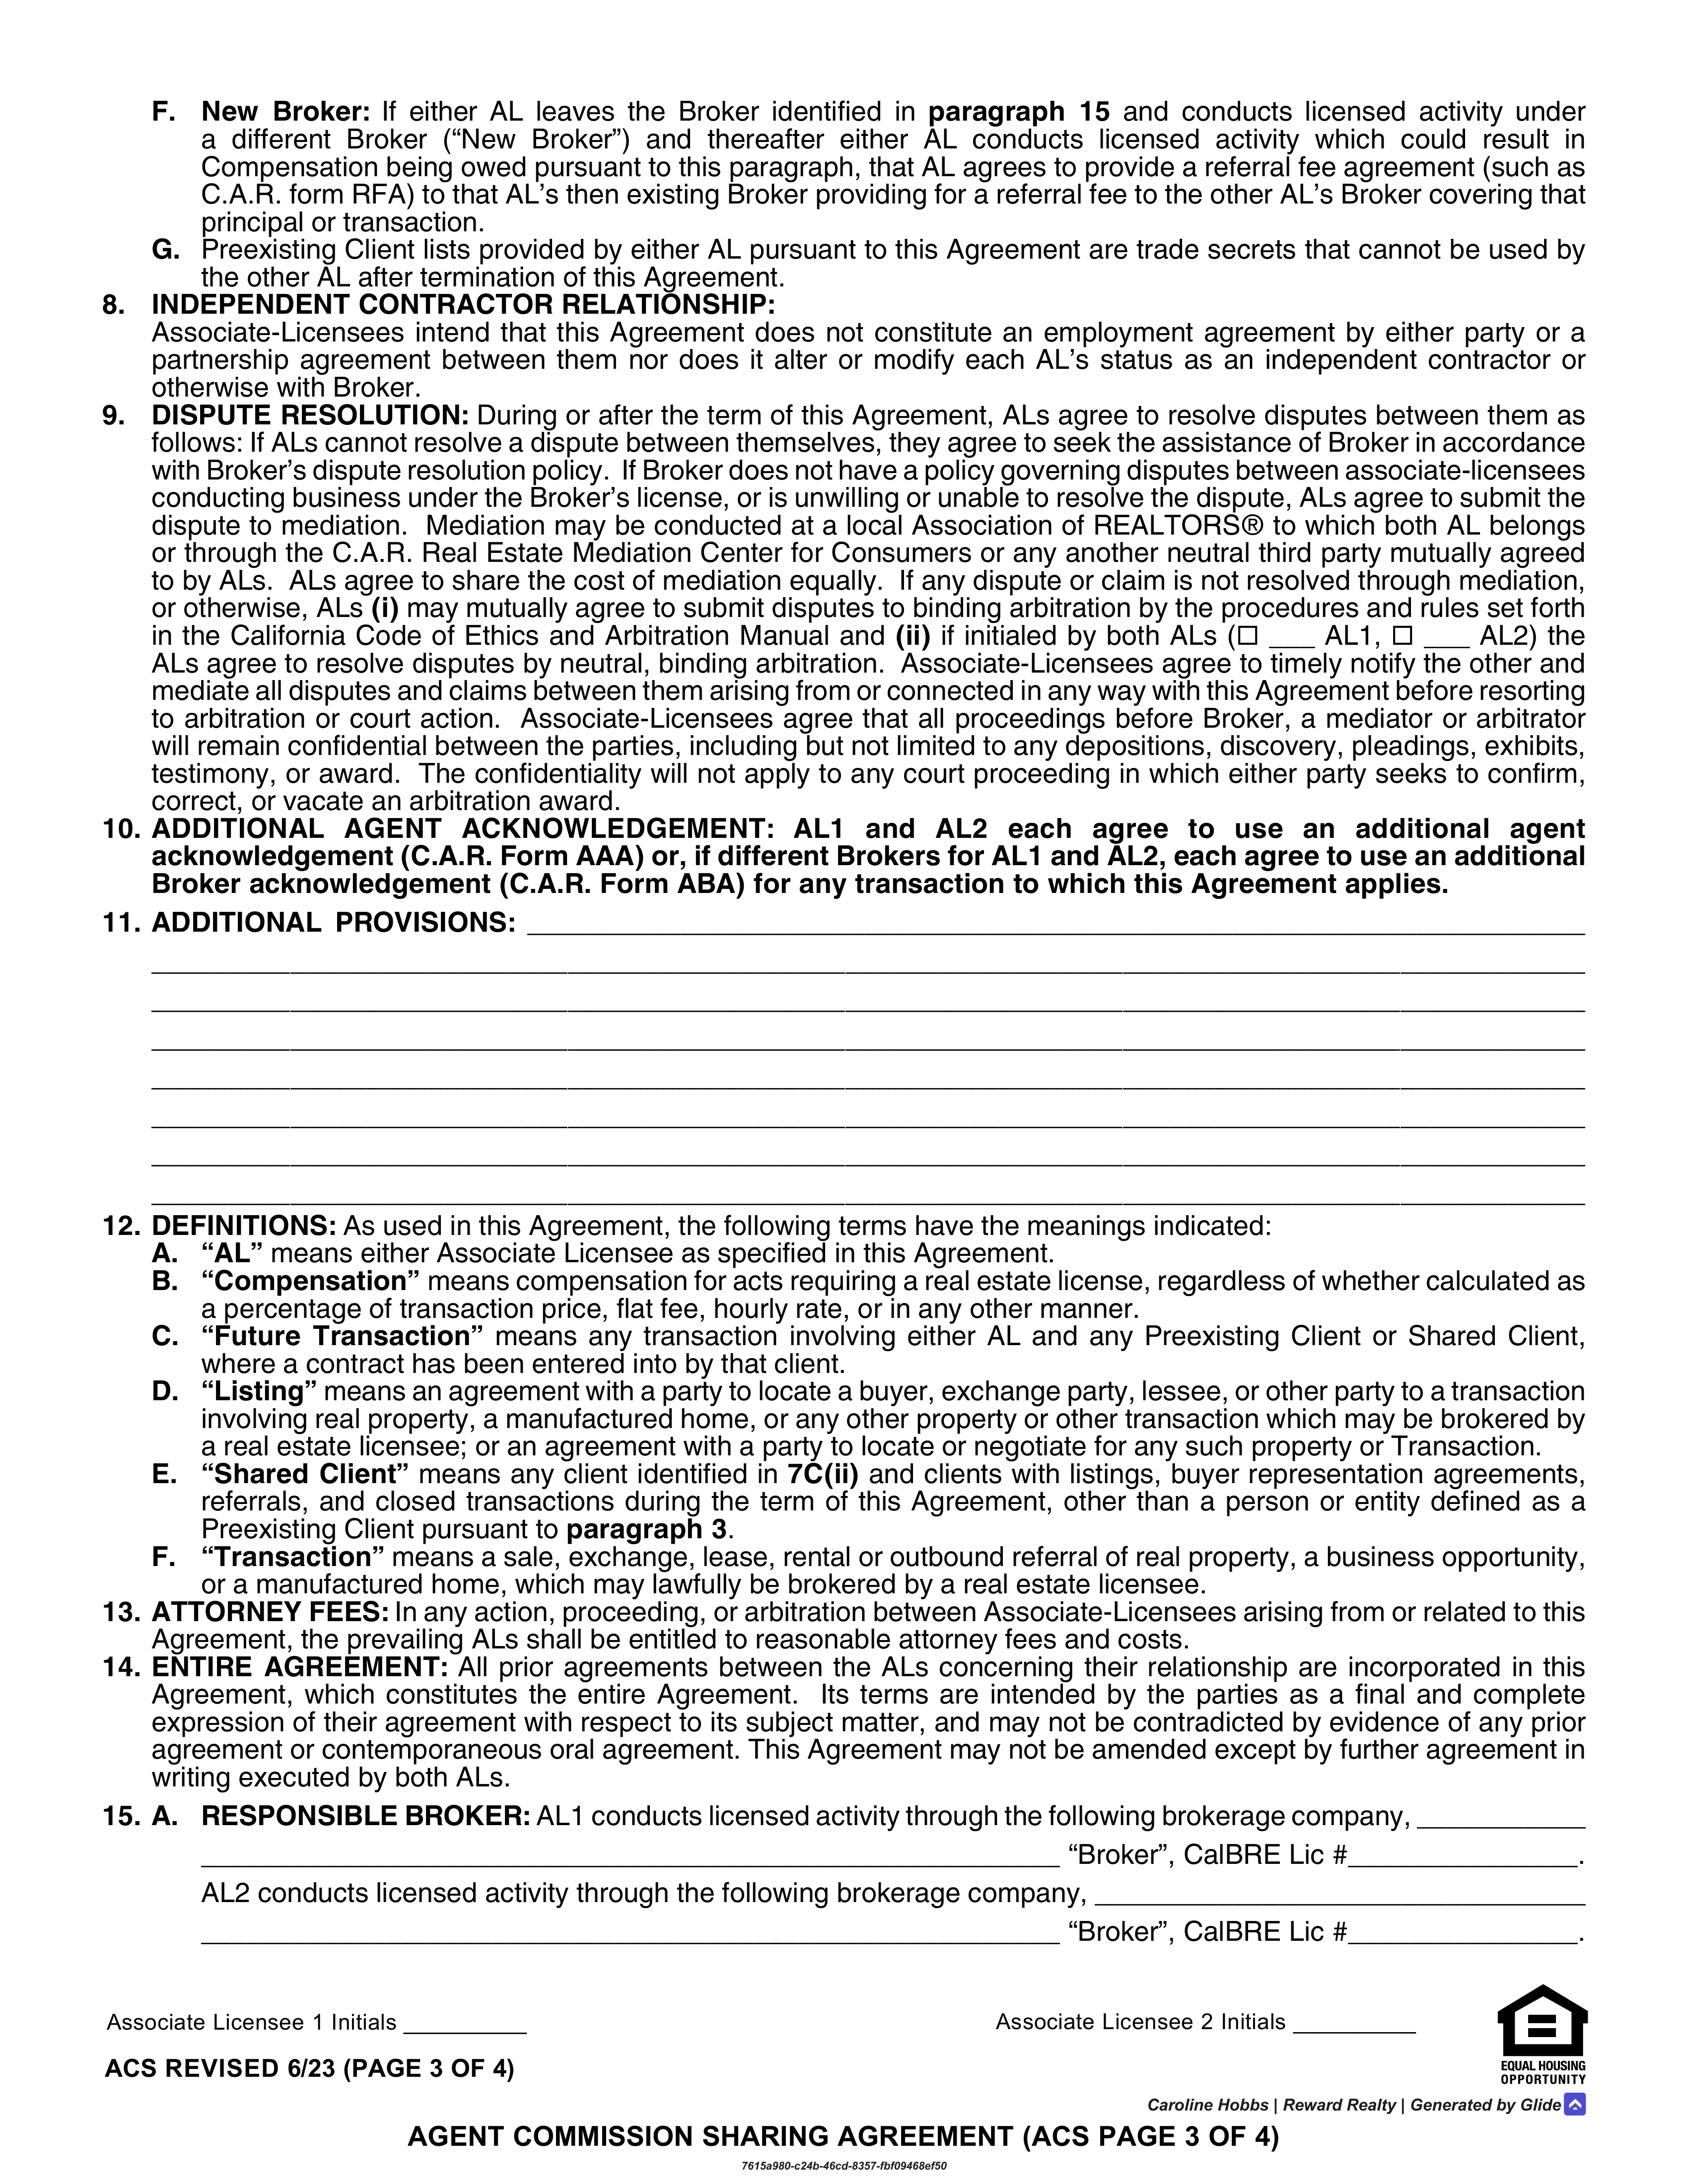 F. New Broker: If either AL leaves the Broker identified in paragraph 15 and conducts licensed activity under
a different Broker (“New Broker”) and thereafter either AL conducts licensed activity which could result in
Compensation being owed pursuant to this paragraph, that AL agrees to provide a referral fee agreement (such as
C.A.R. form RFA) to that AL’s then existing Broker providing for a referral fee to the other AL’s Broker covering that
principal or transaction.
G. Preexisting Client lists provided by either AL pursuant to this Agreement are trade secrets that cannot be used by
the other AL after termination of this Agreement.
8. INDEPENDENT CONTRACTOR RELATIONSHIP:
Associate-Licensees intend that this Agreement does not constitute an employment agreement by either party or a
partnership agreement between them nor does it alter or modify each AL’s status as an independent contractor or
otherwise with Broker.
9. DISPUTE RESOLUTION: During or after the term of this Agreement, ALs agree to resolve disputes between them as
follows: If ALs cannot resolve a dispute between themselves, they agree to seek the assistance of Broker in accordance
with Broker’s dispute resolution policy. If Broker does not have a policy governing disputes between associate-licensees
conducting business under the Broker’s license, or is unwilling or unable to resolve the dispute, ALs agree to submit the
dispute to mediation. Mediation may be conducted at a local Association of REALTORS® to which both AL belongs
or through the C.A.R. Real Estate Mediation Center for Consumers or any another neutral third party mutually agreed
to by ALs. ALs agree to share the cost of mediation equally. If any dispute or claim is not resolved through mediation,
or otherwise, ALs (i) may mutually agree to submit disputes to binding arbitration by the procedures and rules set forth
in the California Code of Ethics and Arbitration Manual and (ii) if initialed by both ALs (☐ ___ AL1, ☐ ___ AL2) the
ALs agree to resolve disputes by neutral, binding arbitration. Associate-Licensees agree to timely notify the other and
mediate all disputes and claims between them arising from or connected in any way with this Agreement before resorting
to arbitration or court action. Associate-Licensees agree that all proceedings before Broker, a mediator or arbitrator
will remain confidential between the parties, including but not limited to any depositions, discovery, pleadings, exhibits,
testimony, or award. The confidentiality will not apply to any court proceeding in which either party seeks to confirm,
correct, or vacate an arbitration award.
10. ADDITIONAL AGENT ACKNOWLEDGEMENT: AL1 and AL2 each agree to use an additional agent
acknowledgement (C.A.R. Form AAA) or, if different Brokers for AL1 and AL2, each agree to use an additional
Broker acknowledgement (C.A.R. Form ABA) for any transaction to which this Agreement applies.
11. ADDITIONAL PROVISIONS:
12. DEFINITIONS: As used in this Agreement, the following terms have the meanings indicated:
A. “AL” means either Associate Licensee as specified in this Agreement.
B. “Compensation” means compensation for acts requiring a real estate license, regardless of whether calculated as
a percentage of transaction price, flat fee, hourly rate, or in any other manner.
C. “Future Transaction” means any transaction involving either AL and any Preexisting Client or Shared Client,
where a contract has been entered into by that client.
D. “Listing” means an agreement with a party to locate a buyer, exchange party, lessee, or other party to a transaction
involving real property, a manufactured home, or any other property or other transaction which may be brokered by
a real estate licensee; or an agreement with a party to locate or negotiate for any such property or Transaction.
E. “Shared Client” means any client identified in 7C(ii) and clients with listings, buyer representation agreements,
referrals, and closed transactions during the term of this Agreement, other than a person or entity defined as a
Preexisting Client pursuant to paragraph 3.
F. “Transaction” means a sale, exchange, lease, rental or outbound referral of real property, a business opportunity,
or a manufactured home, which may lawfully be brokered by a real estate licensee.
13. ATTORNEY FEES: In any action, proceeding, or arbitration between Associate-Licensees arising from or related to this
Agreement, the prevailing ALs shall be entitled to reasonable attorney fees and costs.
14. ENTIRE AGREEMENT: All prior agreements between the ALs concerning their relationship are incorporated in this
Agreement, which constitutes the entire Agreement. Its terms are intended by the parties as a final and complete
expression of their agreement with respect to its subject matter, and may not be contradicted by evidence of any prior
agreement or contemporaneous oral agreement. This Agreement may not be amended except by further agreement in
writing executed by both ALs.
15. A. RESPONSIBLE BROKER: AL1 conducts licensed activity through the following brokerage company, ___________
___________ “Broker”, CalBRE Lic #___________.
AL2 conducts licensed activity through the following brokerage company, ___________
___________ “Broker”, CalBRE Lic #___________.
Associate Licensee 1 Initials __________ Associate Licensee 2 Initials __________
ACS REVISED 6/23 (PAGE 3 OF 4)
EQUAL HOUSING
OPPORTUNITY
Caroline Hobbs | Reward Realty | Generated by Glide
AGENT COMMISSION SHARING AGREEMENT (ACS PAGE 3 OF 4)
7615a980-c24b-46cd-8357-fbf09468ef50